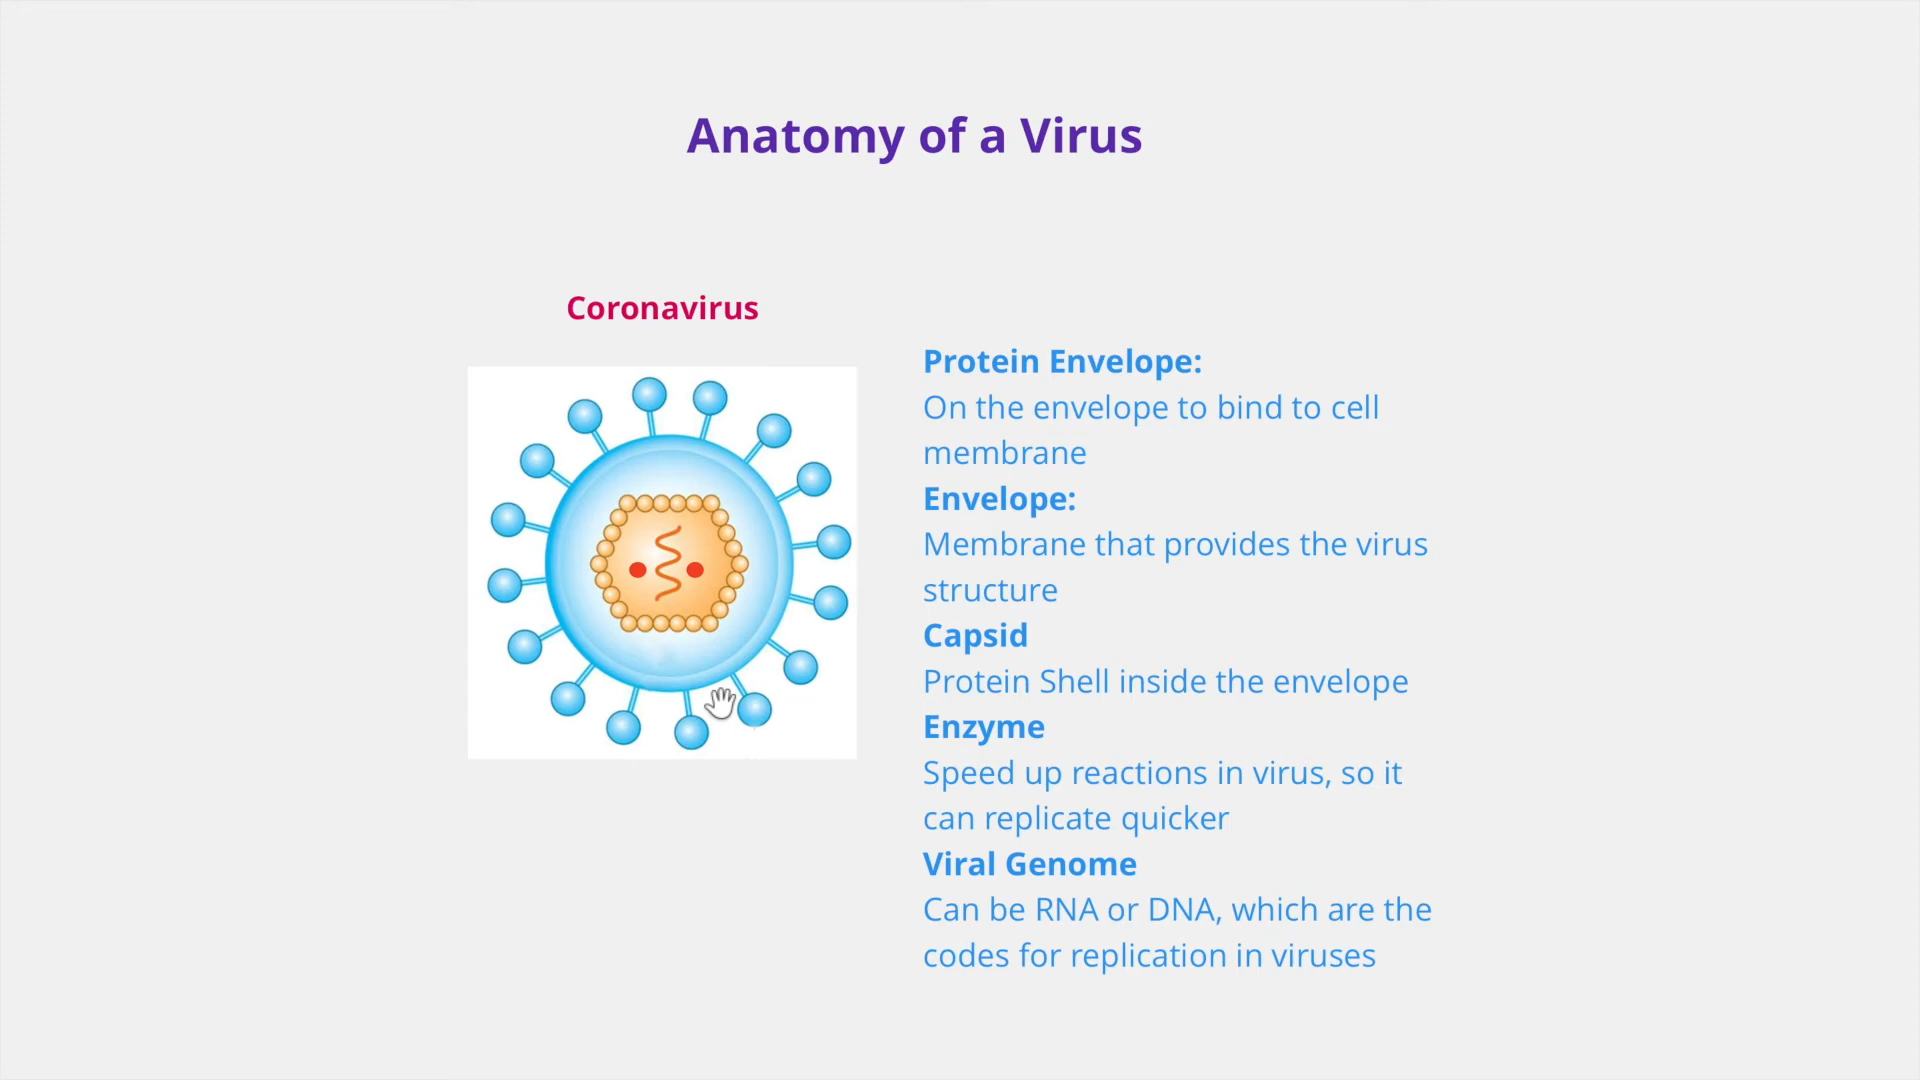 Anatomy of a Virus
Coronavirus
Protein Envelope:
On the envelope to bind to cell
membrane
Envelope:
Membrane that provides the virus
structure
Capsid
Protein Shell inside the envelope
Enzyme
Speed up reactions in virus, so it
can replicate quicker
Viral Genome
Can be RNA or DNA, which are the
codes for replication in viruses